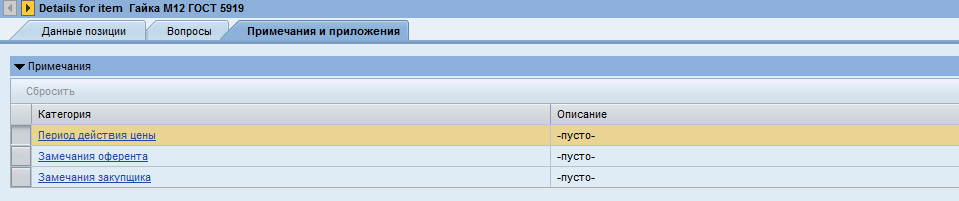 Details for item Гайка М12 ГОСТ 5919
Данные позиции Вопросы Примечания и приложения
Примечания
Сбросить
Категория Описание
Период действия цены -пусто-
Замечания оферента -пусто-
Замечания закупщика -пусто-